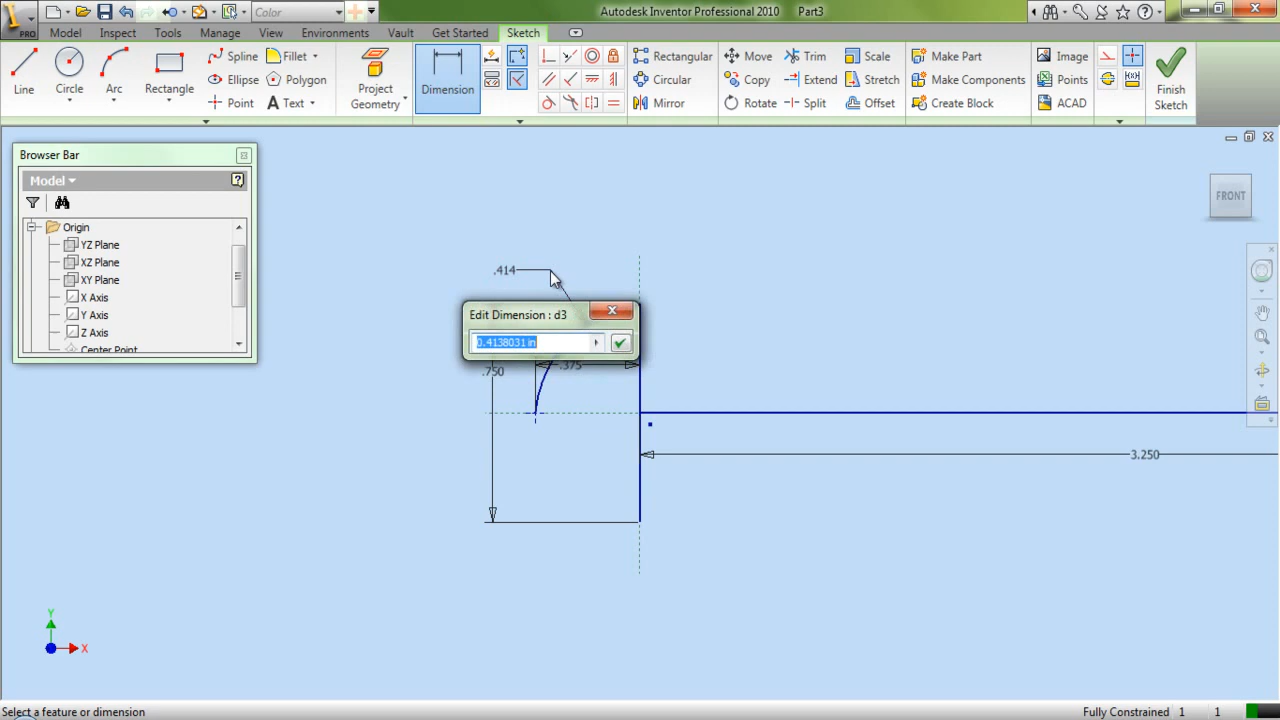 Color
Autodesk Inventor Professional 2010 Part3
PRO
Model Inspect Tools Manage View Environments Vault Get Started Sketch
Line
Circle
Arc
Rectangle
Spline
Fillet
Ellipse
Polygon
Point
A Text
Project
Geometry
Dimension
Rectangular
Circular
Mirror
Move
Trim
Scale
Copy
Extend
Stretch
Rotate
Split
Offset
Make Part
Make Components
Create Block
Image
Points
ACAD
Finish
Sketch
Browser Bar
Model
Origin
YZ Plane
XZ Plane
XY Plane
X Axis
Y Axis
Z Axis
Center Point
FRONT
.414
Edit Dimension : d3
0.4138031 in
.375
.750
3.250
Y
X
Select a feature or dimension
Fully Constrained 1 1